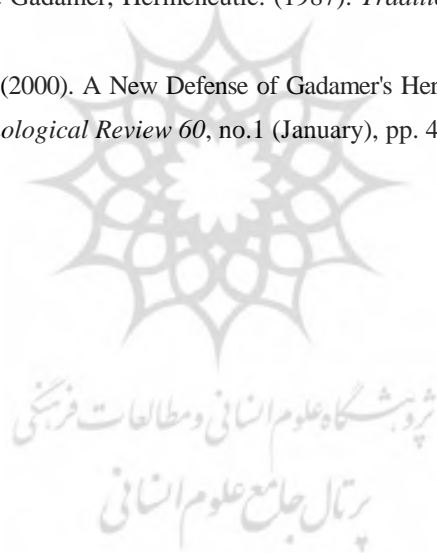 Gadamer, Hermeneutic. (1987). Traditio
(2000). A New Defense of Gadamer's Her
ological Review 60, no.1 (January), pp. 4
پژوهشگاه علوم انسانی و مطالعات فرهنگی
پرتال جامع علوم انسانی